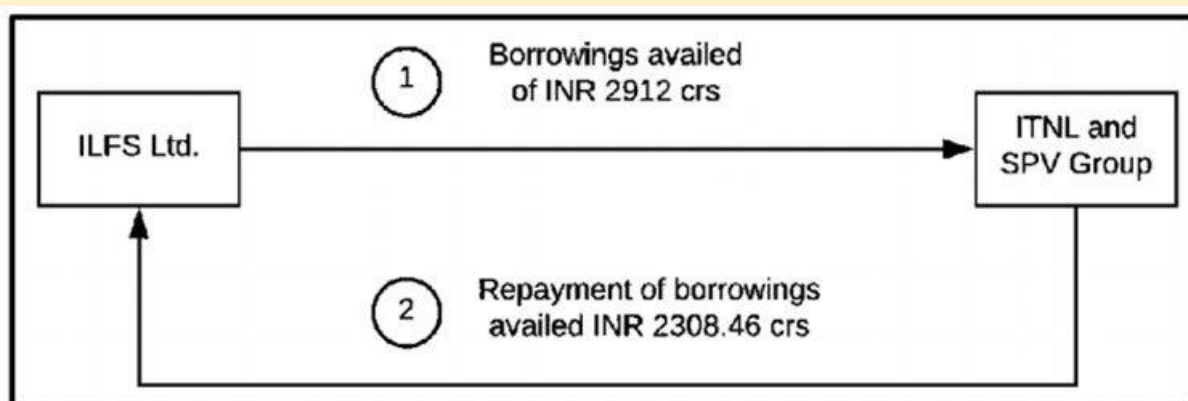 1
Borrowings availed
of INR 2912 crs
ILFS Ltd.
ITNL and
SPV Group
2
Repayment of borrowings
availed INR 2308.46 crs